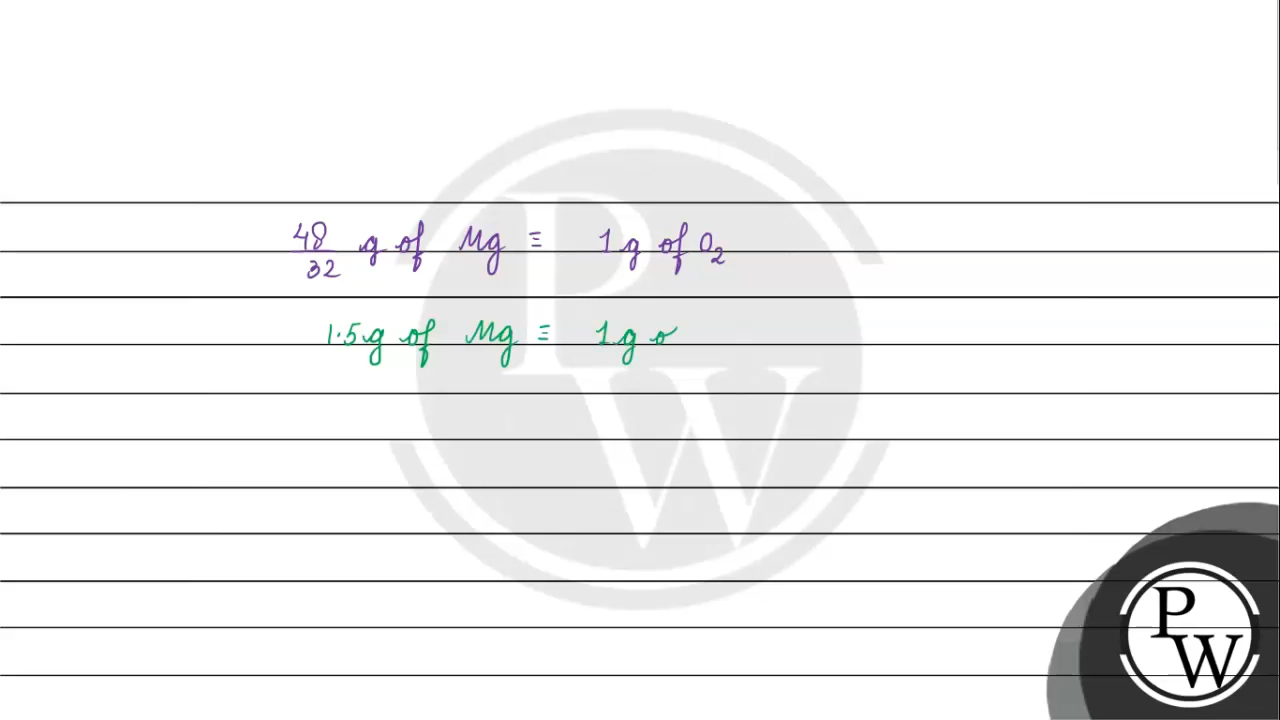 48/32 g of Mg ≡ 1 g of O₂
1.5 g of Mg ≡ 1 g o
P
W
P
W